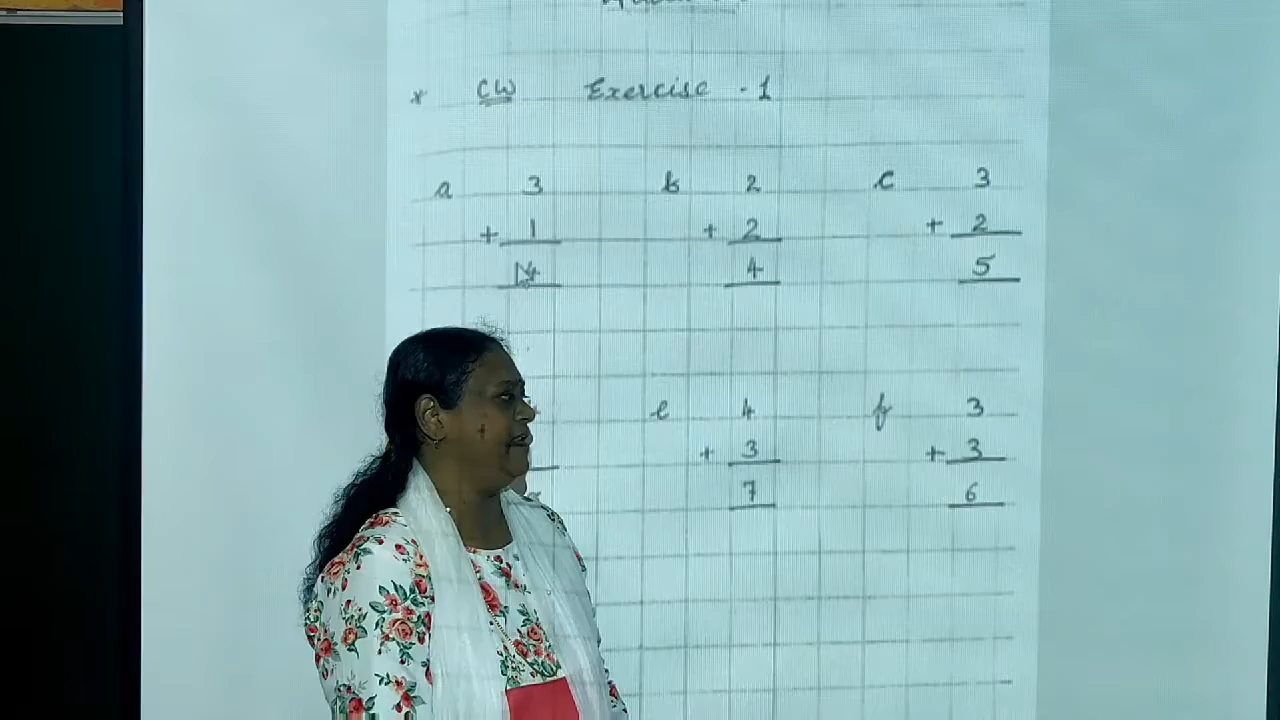 * CW Exercise - 1
a 3 b 2 c 3
+ 1 + 2 + 2
4 4 5
e 4 f 3
+ 3 + 3
7 6